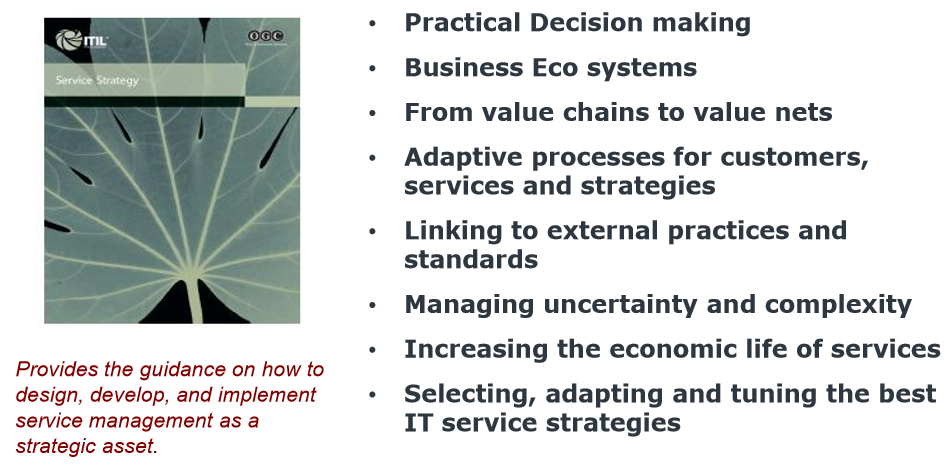 ITIL
OGC
Service Strategy
Provides the guidance on how to
design, develop, and implement
service management as a
strategic asset.
• Practical Decision making
• Business Eco systems
• From value chains to value nets
• Adaptive processes for customers,
services and strategies
• Linking to external practices and
standards
• Managing uncertainty and complexity
• Increasing the economic life of services
• Selecting, adapting and tuning the best
IT service strategies